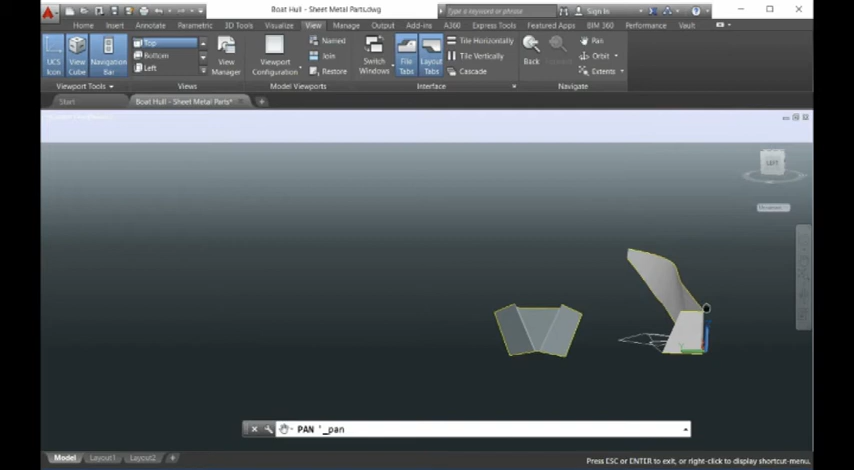 Boat Hull - Sheet Metal Parts.dwg
Type a keyword or phrase
Sign In
Home Insert Annotate Parametric 3D Tools Visualize View Manage Output Add-ins A360 Express Tools Featured Apps BIM 360 Performance Vault
UCS Icon
View Cube
Navigation Bar
Top
Bottom
Left
View Manager
Viewport Configuration
Named
Join
Restore
Switch Windows
File Tabs
Layout Tabs
Tile Horizontally
Tile Vertically
Cascade
Back
Pan
Orbit
Extents
Viewport Tools
Views
Model Viewports
Interface
Navigate
Start
Boat Hull - Sheet Metal Parts*
LEFT
PAN '_pan
Model Layout1 Layout2
Press ESC or ENTER to exit, or right-click to display shortcut-menu.